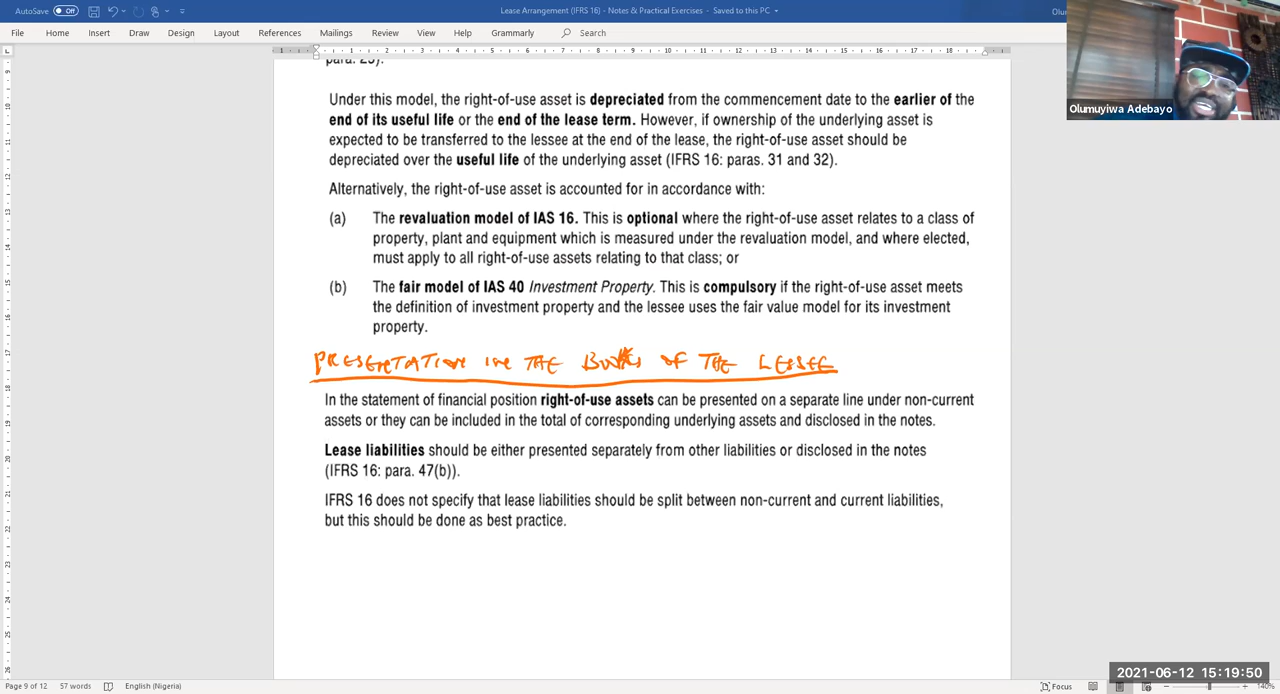 AutoSave Off
Lease Arrangement (IFRS 16) - Notes & Practical Exercises - Saved to this PC
Olu
File Home Insert Draw Design Layout References Mailings Review View Help Grammarly Search
Olumuyiwa Adebayo
para. 29).
Under this model, the right-of-use asset is depreciated from the commencement date to the earlier of the
end of its useful life or the end of the lease term. However, if ownership of the underlying asset is
expected to be transferred to the lessee at the end of the lease, the right-of-use asset should be
depreciated over the useful life of the underlying asset (IFRS 16: paras. 31 and 32).
Alternatively, the right-of-use asset is accounted for in accordance with:
(a) The revaluation model of IAS 16. This is optional where the right-of-use asset relates to a class of
property, plant and equipment which is measured under the revaluation model, and where elected,
must apply to all right-of-use assets relating to that class; or
(b) The fair model of IAS 40 Investment Property. This is compulsory if the right-of-use asset meets
the definition of investment property and the lessee uses the fair value model for its investment
property.
PRESENTATION IN THE BOOKS OF THE LESSEE
In the statement of financial position right-of-use assets can be presented on a separate line under non-current
assets or they can be included in the total of corresponding underlying assets and disclosed in the notes.
Lease liabilities should be either presented separately from other liabilities or disclosed in the notes
(IFRS 16: para. 47(b)).
IFRS 16 does not specify that lease liabilities should be split between non-current and current liabilities,
but this should be done as best practice.
2021-06-12 15:19:50
Page 9 of 12 57 words English (Nigeria) Focus 140%